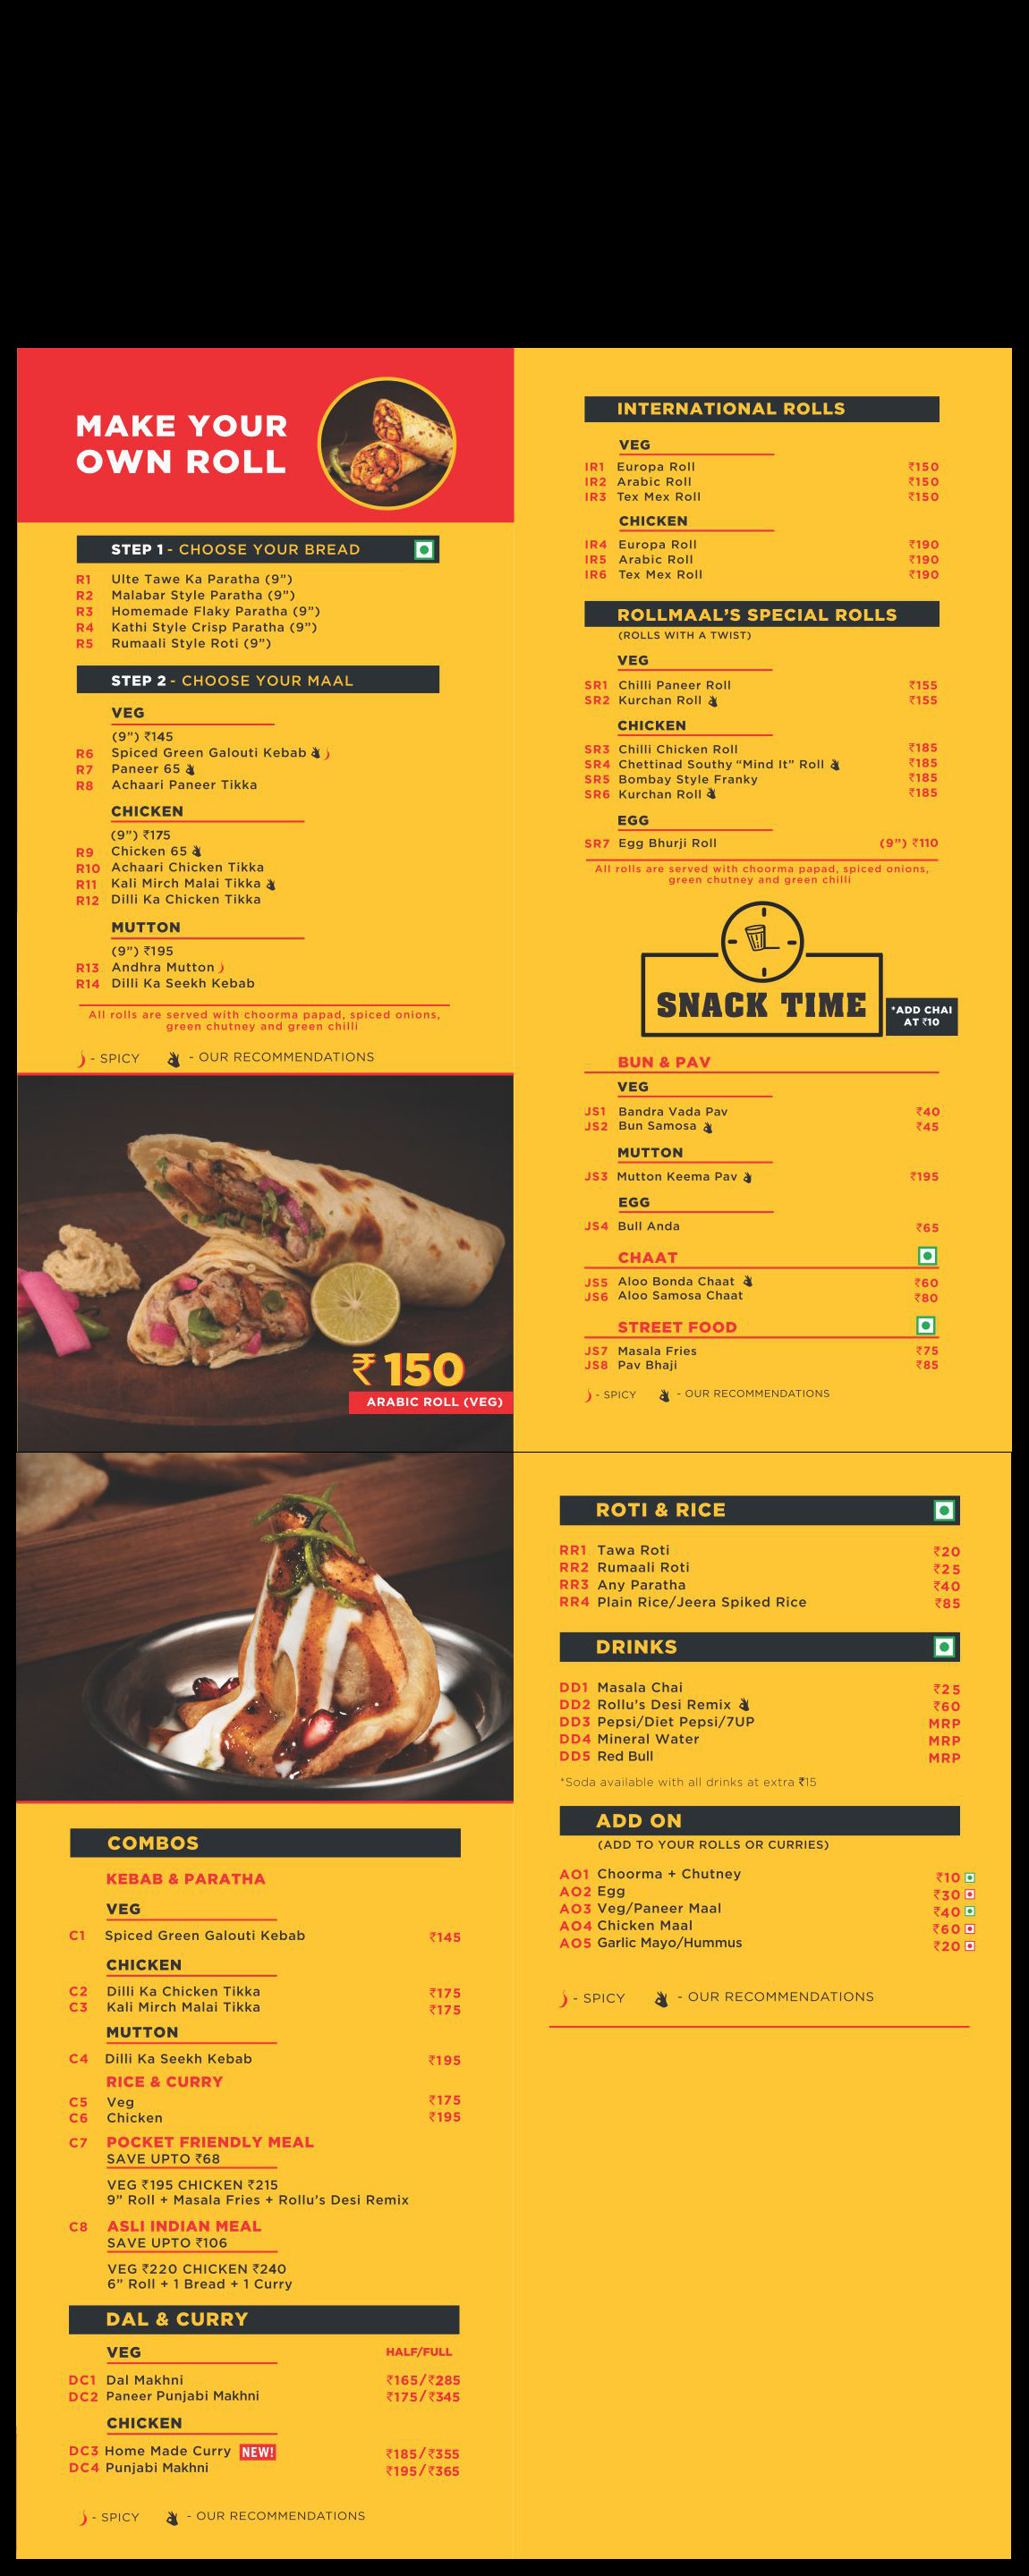 MAKE YOUR
OWN ROLL
STEP 1 - CHOOSE YOUR BREAD
R1 Ulte Tawe Ka Paratha (9")
R2 Malabar Style Paratha (9")
R3 Homemade Flaky Paratha (9")
R4 Kathi Style Crisp Paratha (9")
R5 Rumaali Style Roti (9")
STEP 2 - CHOOSE YOUR MAAL
VEG
(9") ₹145
R6 Spiced Green Galouti Kebab
R7 Paneer 65
R8 Achaari Paneer Tikka
CHICKEN
(9") ₹175
R9 Chicken 65
R10 Achaari Chicken Tikka
R11 Kali Mirch Malai Tikka
R12 Dilli Ka Chicken Tikka
MUTTON
(9") ₹195
R13 Andhra Mutton
R14 Dilli Ka Seekh Kebab
All rolls are served with choorma papad, spiced onions,
green chutney and green chilli
- SPICY - OUR RECOMMENDATIONS
₹150
ARABIC ROLL (VEG)
INTERNATIONAL ROLLS
VEG
IR1 Europa Roll ₹150
IR2 Arabic Roll ₹150
IR3 Tex Mex Roll ₹150
CHICKEN
IR4 Europa Roll ₹190
IR5 Arabic Roll ₹190
IR6 Tex Mex Roll ₹190
ROLLMAAL'S SPECIAL ROLLS
(ROLLS WITH A TWIST)
VEG
SR1 Chilli Paneer Roll ₹155
SR2 Kurchan Roll ₹155
CHICKEN
SR3 Chilli Chicken Roll ₹185
SR4 Chettinad Southy "Mind It" Roll ₹185
SR5 Bombay Style Franky ₹185
SR6 Kurchan Roll ₹185
EGG
SR7 Egg Bhurji Roll (9") ₹110
All rolls are served with choorma papad, spiced onions,
green chutney and green chilli
SNACK TIME
*ADD CHAI
AT ₹10
BUN & PAV
VEG
JS1 Bandra Vada Pav ₹40
JS2 Bun Samosa ₹45
MUTTON
JS3 Mutton Keema Pav ₹195
EGG
JS4 Bull Anda ₹65
CHAAT
JS5 Aloo Bonda Chaat ₹60
JS6 Aloo Samosa Chaat ₹80
STREET FOOD
JS7 Masala Fries ₹75
JS8 Pav Bhaji ₹85
- SPICY - OUR RECOMMENDATIONS
COMBOS
KEBAB & PARATHA
VEG
C1 Spiced Green Galouti Kebab ₹145
CHICKEN
C2 Dilli Ka Chicken Tikka ₹175
C3 Kali Mirch Malai Tikka ₹175
MUTTON
C4 Dilli Ka Seekh Kebab ₹195
RICE & CURRY
C5 Veg ₹175
C6 Chicken ₹195
C7 POCKET FRIENDLY MEAL
SAVE UPTO ₹68
VEG ₹195 CHICKEN ₹215
9" Roll + Masala Fries + Rollu's Desi Remix
C8 ASLI INDIAN MEAL
SAVE UPTO ₹106
VEG ₹220 CHICKEN ₹240
6" Roll + 1 Bread + 1 Curry
DAL & CURRY
VEG HALF/FULL
DC1 Dal Makhni ₹165/₹285
DC2 Paneer Punjabi Makhni ₹175/₹345
CHICKEN
DC3 Home Made Curry NEW! ₹185/₹355
DC4 Punjabi Makhni ₹195/₹365
- SPICY - OUR RECOMMENDATIONS
ROTI & RICE
RR1 Tawa Roti ₹20
RR2 Rumaali Roti ₹25
RR3 Any Paratha ₹40
RR4 Plain Rice/Jeera Spiked Rice ₹85
DRINKS
DD1 Masala Chai ₹25
DD2 Rollu's Desi Remix ₹60
DD3 Pepsi/Diet Pepsi/7UP MRP
DD4 Mineral Water MRP
DD5 Red Bull MRP
*Soda available with all drinks at extra ₹15
ADD ON
(ADD TO YOUR ROLLS OR CURRIES)
AO1 Choorma + Chutney ₹10
AO2 Egg ₹30
AO3 Veg/Paneer Maal ₹40
AO4 Chicken Maal ₹60
AO5 Garlic Mayo/Hummus ₹20
- SPICY - OUR RECOMMENDATIONS